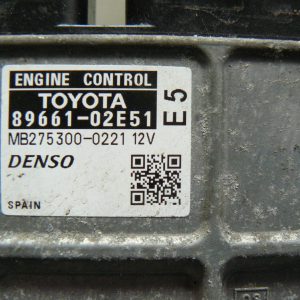 ENGINE CONTROL
TOYOTA
89661-02E51
E5
MB275300-0221 12V
DENSO
SPAIN